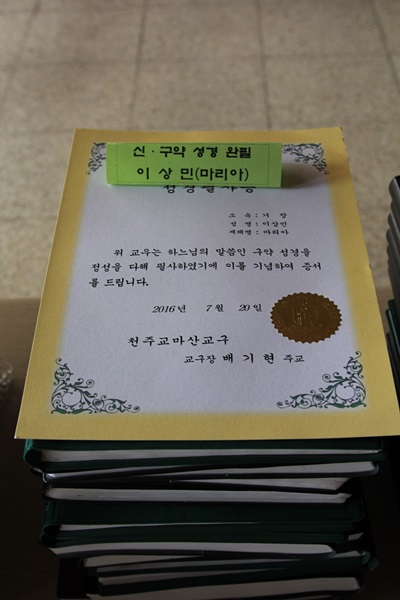 신·구약 성경 완필
이 상 민(마리아)
성경필사증
소 속 : 거 창
성 명 : 이상민
세례명 : 마리아
위 교우는 하느님의 말씀인 구약 성경을
정성을 다해 필사하였기에 이를 기념하여 증서
를 드립니다.
2016년 7월 20일
천주교마산교구
교구장 배기현 주교